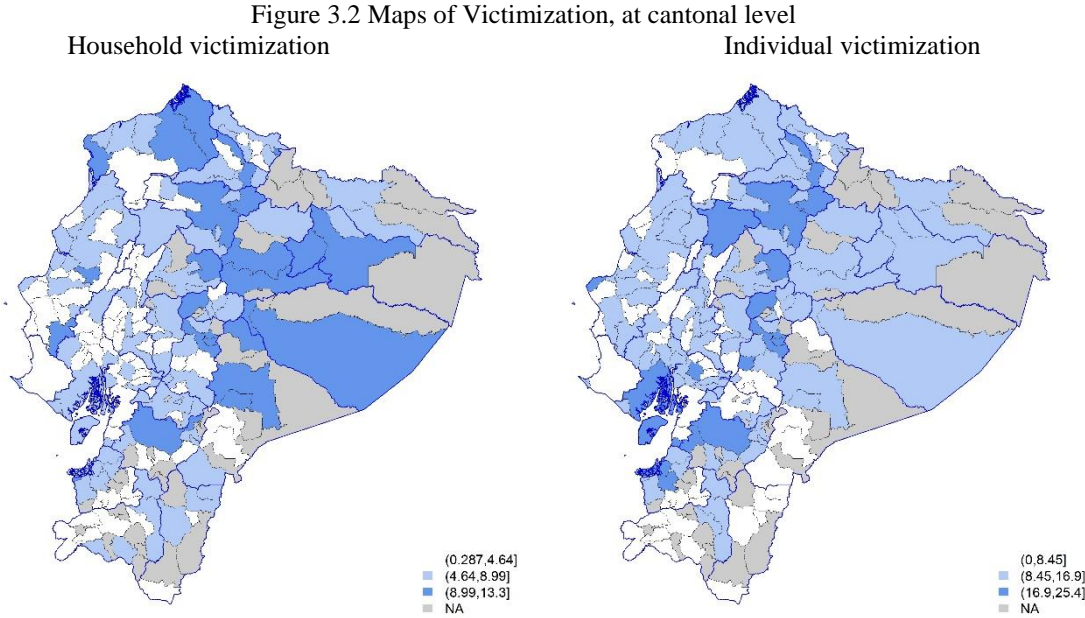 Figure 3.2 Maps of Victimization, at cantonal level
Household victimization
Individual victimization
(0.287,4.64]
(4.64,8.99]
(8.99,13.3]
NA
(0,8.45]
(8.45,16.9]
(16.9,25.4]
NA